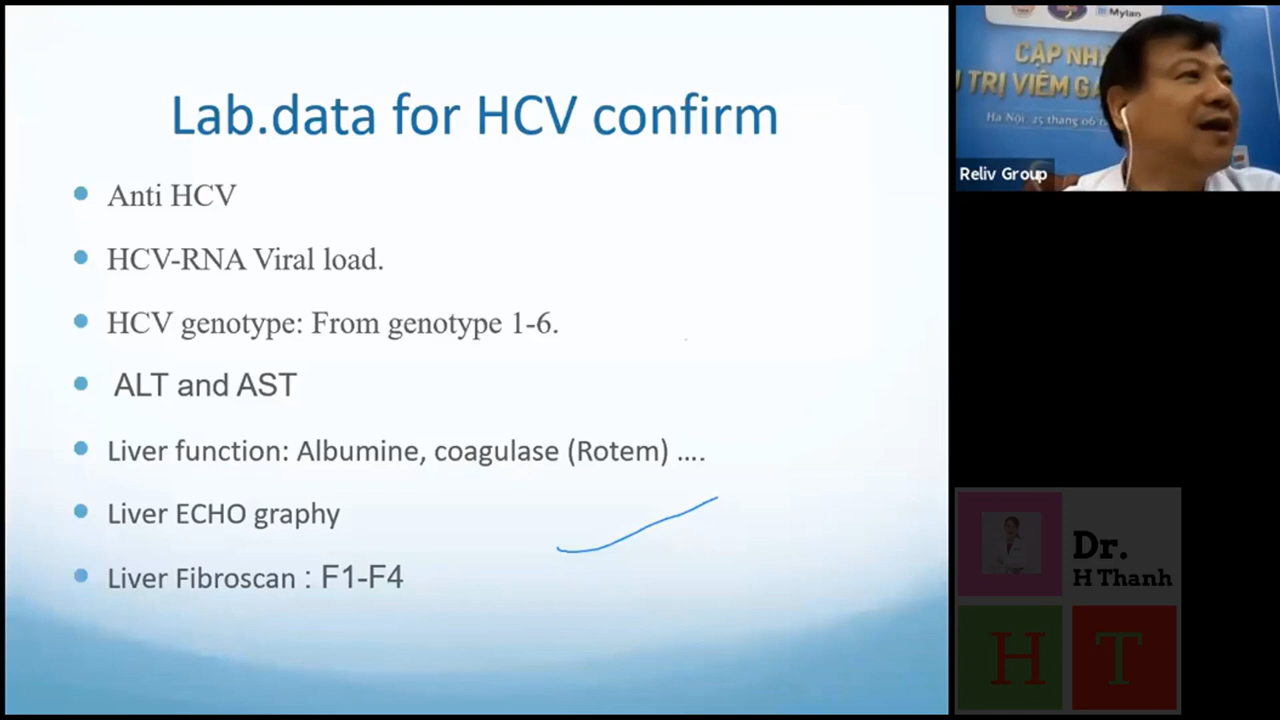 Lab.data for HCV confirm
Anti HCV
HCV-RNA Viral load.
HCV genotype: From genotype 1-6.
ALT and AST
Liver function: Albumine, coagulase (Rotem) ....
Liver ECHO graphy
Liver Fibroscan : F1-F4
Mylan
CẬP NHẬ
TRỊ VIÊM GA
Hà Nội 25 tháng 06
Reliv Group
Dr.
H Thanh
H T